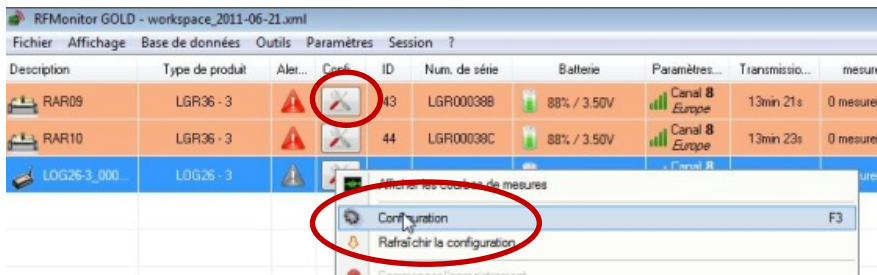 RFMonitor GOLD - workspace_2011-06-21.xml
Fichier Affichage Base de données Outils Paramètres Session ?
Description Type de produit Aler... Confi... ID Num. de série Batterie Paramètres... Transmissio... mesure
RAR09 LGR36 - 3 43 LGR00038B 88% / 3.50V Canal 8 Europe 13min 21s 0 mesure
RAR10 LGR36 - 3 44 LGR00038C 88% / 3.50V Canal 8 Europe 13min 23s 0 mesure
LOG26-3_000... LOG26 - 3 Canal 8
Afficher les courbes de mesures
Configuration F3
Rafraîchir la configuration
Commencer l'enregistrement